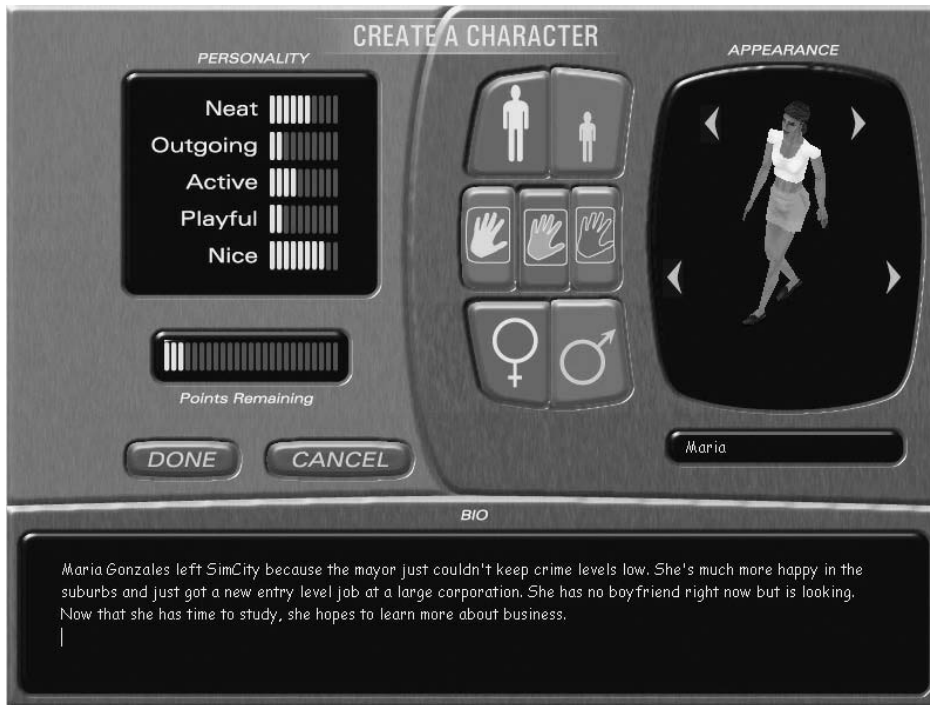 CREATE A CHARACTER
PERSONALITY
Neat
Outgoing
Active
Playful
Nice
Points Remaining
DONE
CANCEL
APPEARANCE
Maria
BIO
Maria Gonzales left SimCity because the mayor just couldn't keep crime levels low. She's much more happy in the
suburbs and just got a new entry level job at a large corporation. She has no boyfriend right now but is looking.
Now that she has time to study, she hopes to learn more about business.